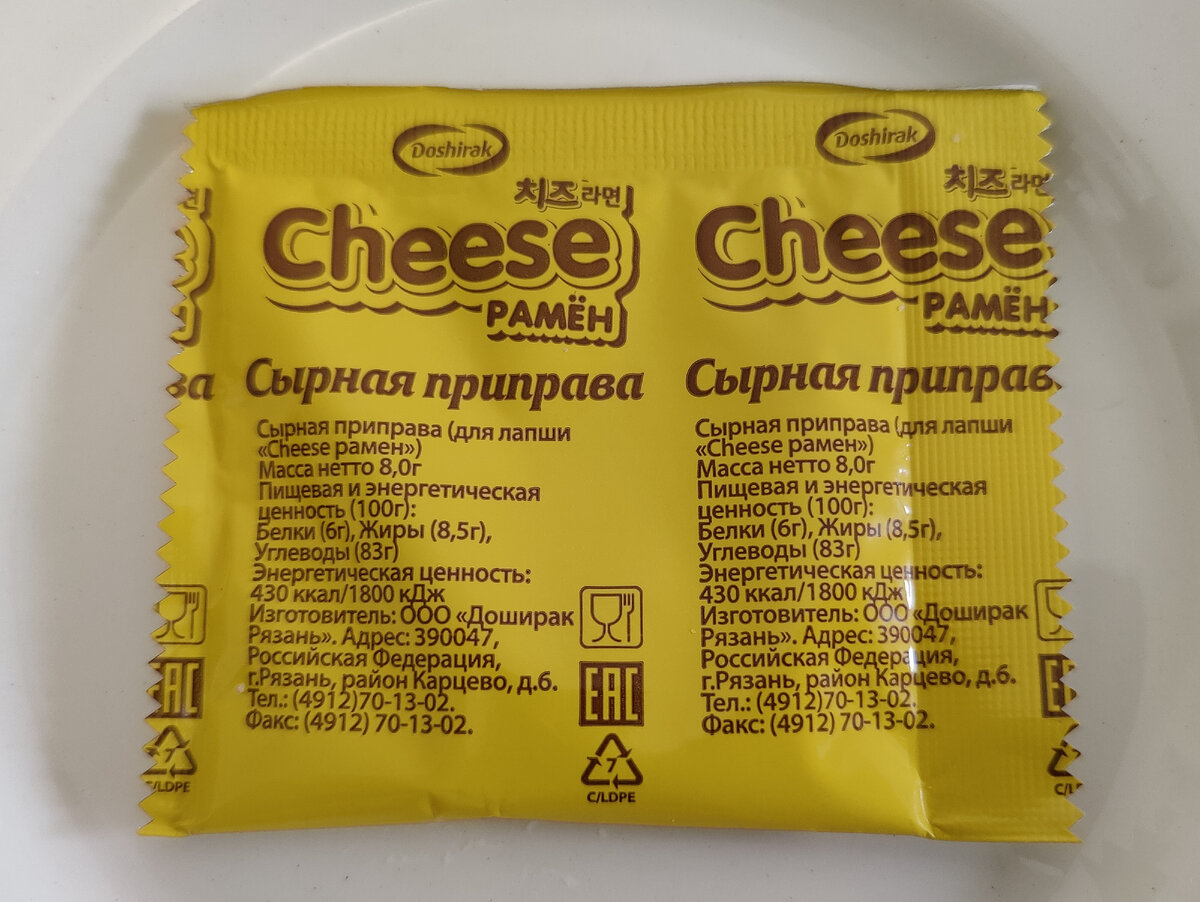 Doshirak
치즈 라면
Cheese
РАМЁН
Сырная приправа
Сырная приправа (для лапши
«Cheese рамен»)
Масса нетто 8,0г
Пищевая и энергетическая
ценность (100г):
Белки (6г), Жиры (8,5г),
Углеводы (83г)
Энергетическая ценность:
430 ккал/1800 кДж
Изготовитель: ООО «Доширак
Рязань». Адрес: 390047,
Российская Федерация,
г.Рязань, район Карцево, д.6.
Тел.: (4912)70-13-02.
Факс: (4912) 70-13-02.
EAC
7
C/LDPE
Doshirak
치즈 라면
Cheese
РАМЁН
Сырная приправ
Сырная приправа (для лапши
«Cheese рамен»)
Масса нетто 8,0г
Пищевая и энергетическая
ценность (100г):
Белки (6г), Жиры (8,5г),
Углеводы (83г)
Энергетическая ценность:
430 ккал/1800 кДж
Изготовитель: ООО «Доширак
Рязань». Адрес: 390047,
Российская Федерация,
г.Рязань, район Карцево, д.6.
Тел.: (4912)70-13-02.
Факс: (4912) 70-13-02.
ва
EAC
7
C/LDPE